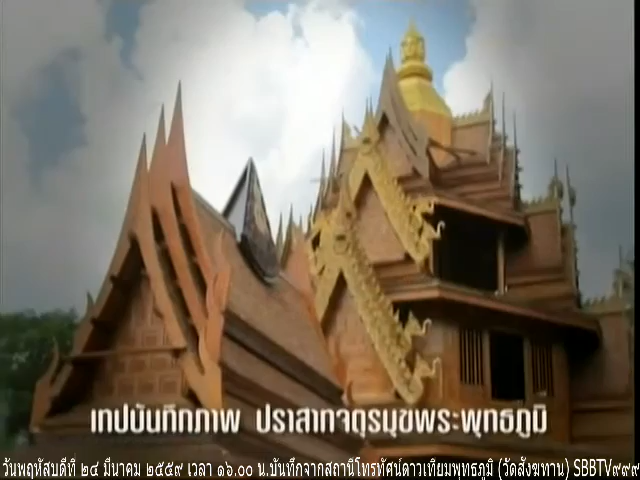 เทปบันทึกภาพ ปราสาทจตุรมุขพระพุทธภูมิ
วันพฤหัสบดีที่ ๒๔ มีนาคม ๒๕๕๙ เวลา ๑๖.๐๐ น.บันทึกจากสถานีโทรทัศน์ดาวเทียมพุทธภูมิ (วัดสังฆทาน) SBBTV๙๙๙